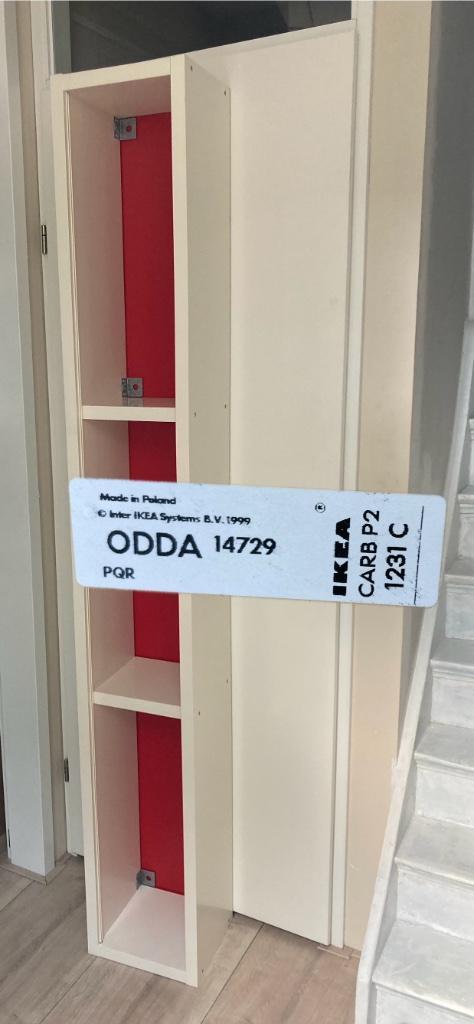 Made in Poland
© Inter IKEA Systems B.V. 1999
ODDA 14729
PQR
®
IKEA
CARB P2
1231 C